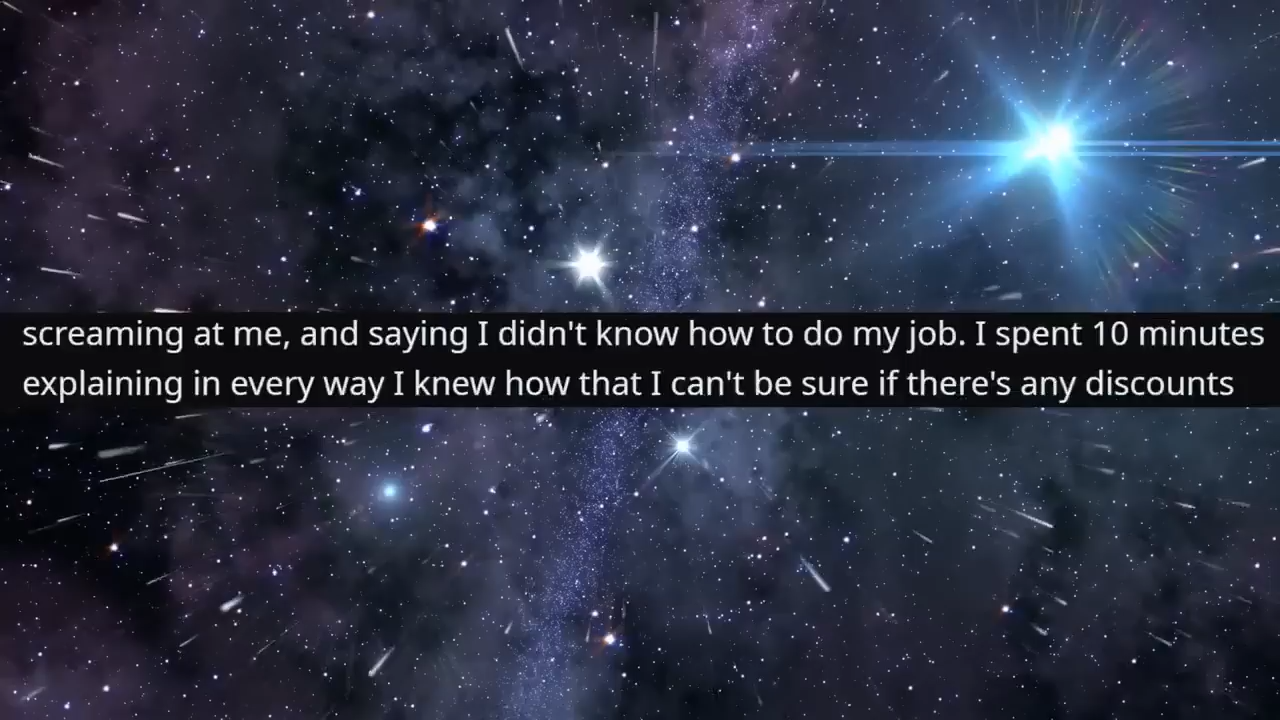 screaming at me, and saying I didn't know how to do my job. I spent 10 minutes
explaining in every way I knew how that I can't be sure if there's any discounts